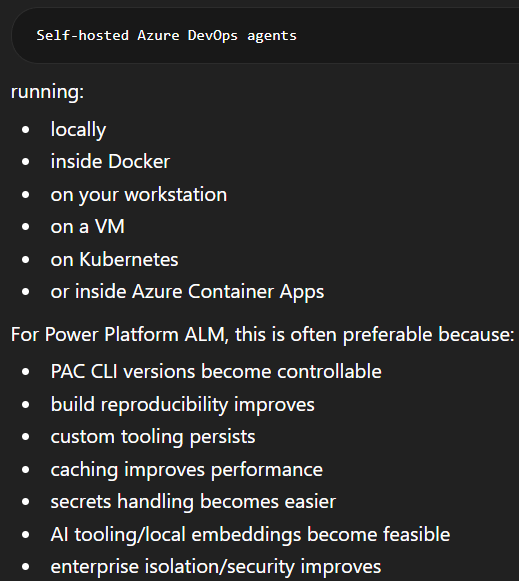 Self-hosted Azure DevOps agents
running:
• locally
• inside Docker
• on your workstation
• on a VM
• on Kubernetes
• or inside Azure Container Apps
For Power Platform ALM, this is often preferable because:
• PAC CLI versions become controllable
• build reproducibility improves
• custom tooling persists
• caching improves performance
• secrets handling becomes easier
• AI tooling/local embeddings become feasible
• enterprise isolation/security improves